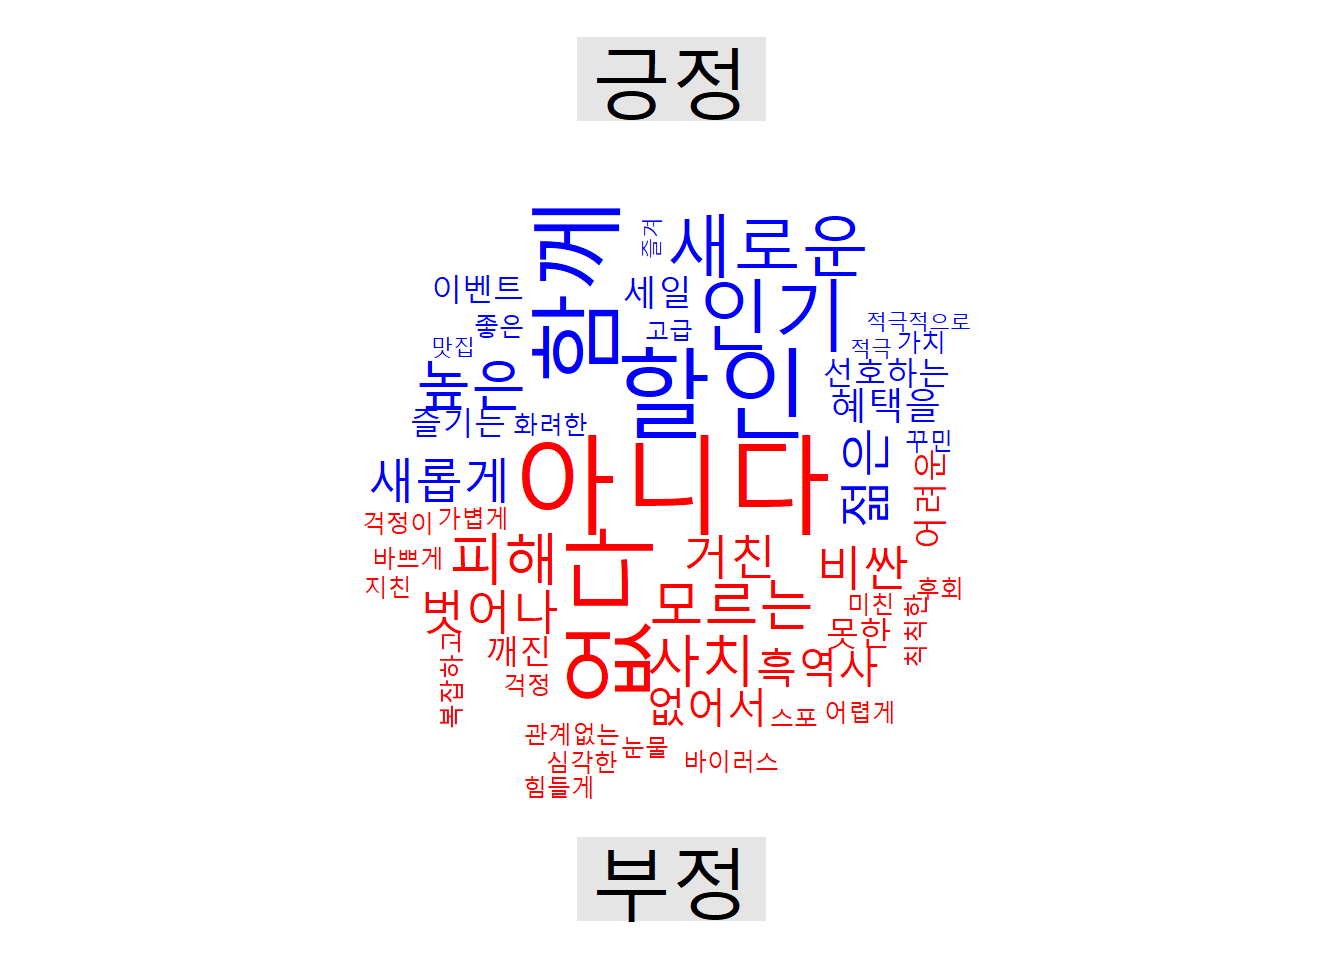 긍정
함께
즐겨
새로운
이벤트
세일
인기
좋은
고급
적극적으로
맛집
적극
가치
높은
할인
선호하는
혜택을
즐기는
화려한
꾸민
젊은
새롭게
아니다
어려운
걱정이
가볍게
바쁘게
피해
없다
거친
비싼
지친
후회
벗어나
모르는
미친
칙칙한
못한
복잡하고
깨진
사치
흑역사
걱정
없어서
스포
어렵게
관계없는
눈물
심각한
바이러스
힘들게
부정